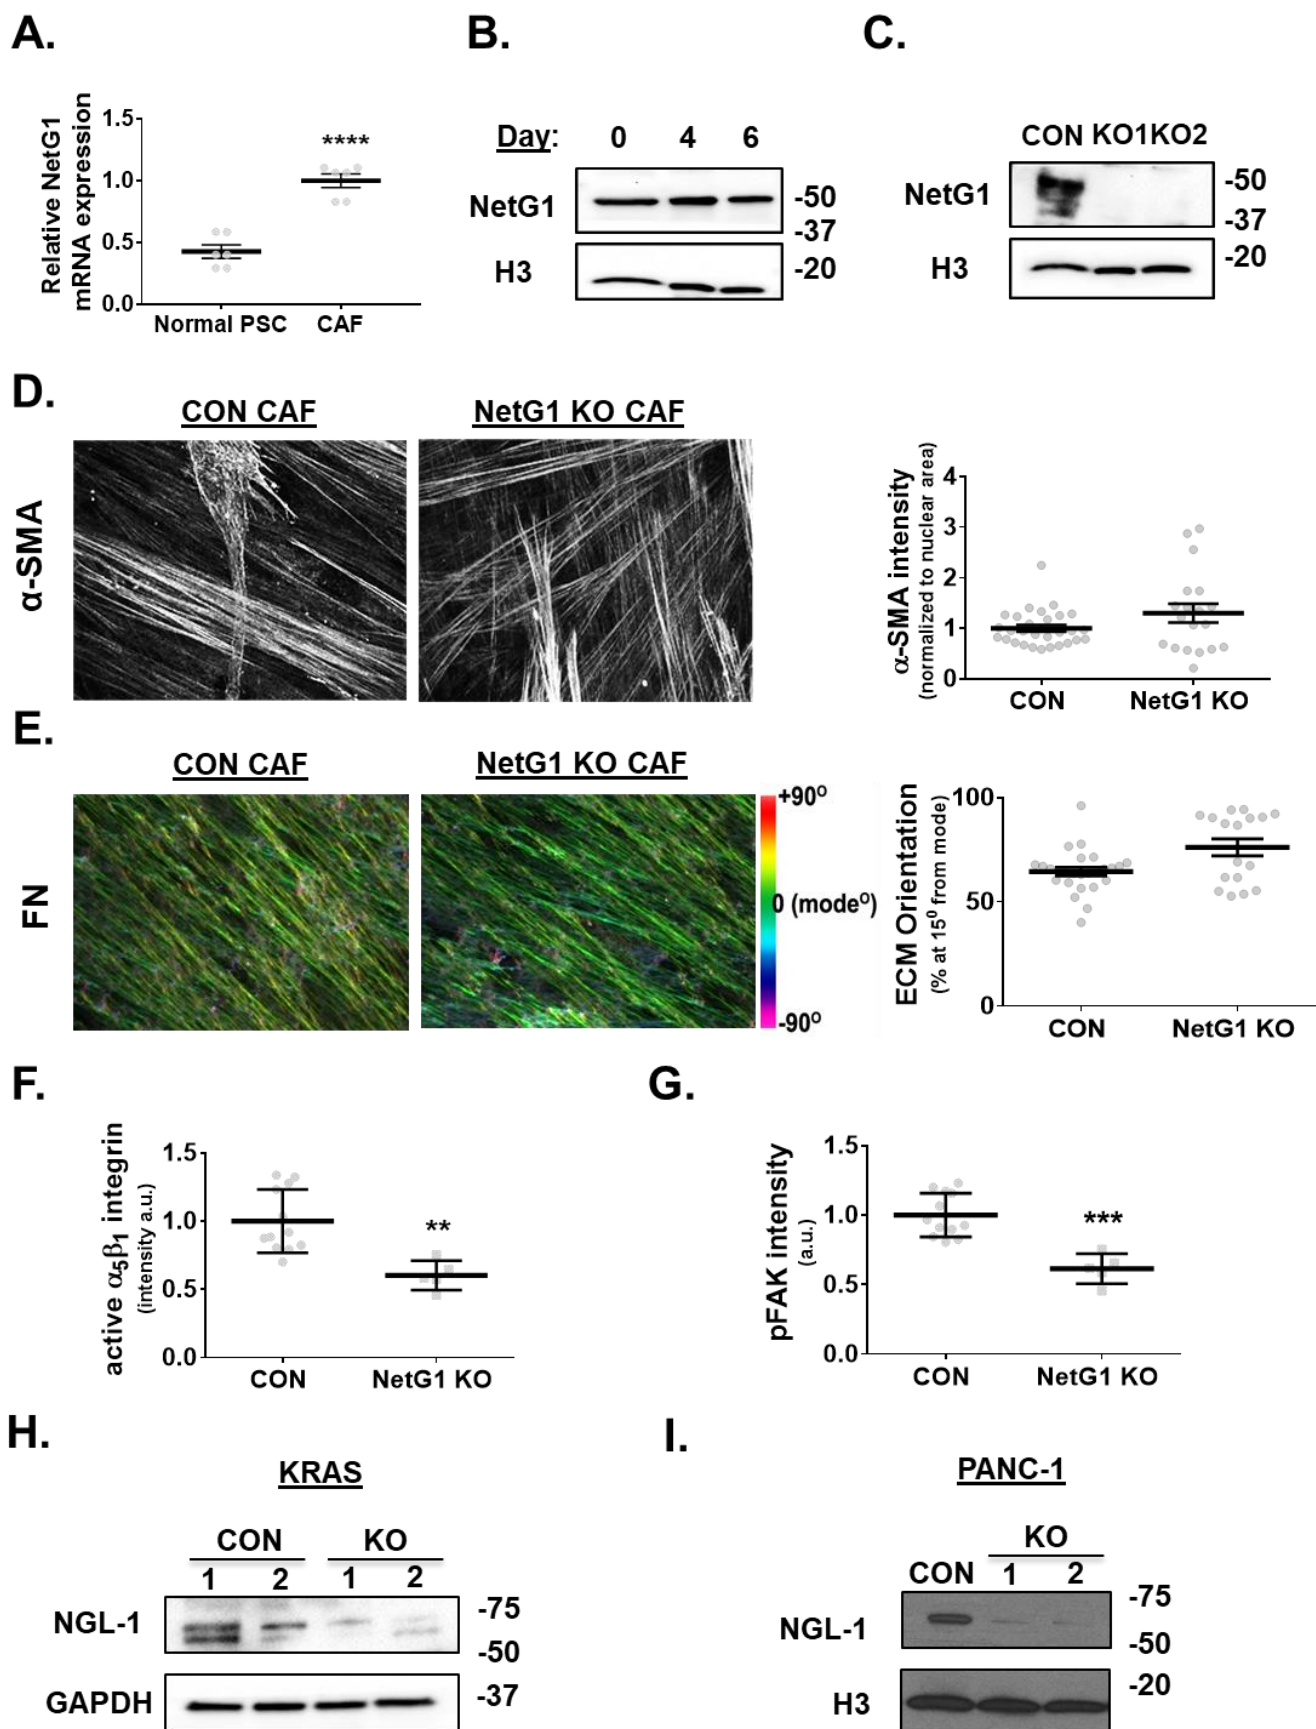 A.
Relative NetG1
mRNA expression
1.5
1.0
0.5
0.0
****
Normal PSC
CAF
B.
Day:
0
4
6
NetG1
-50
-37
H3
-20
C.
CON KO1KO2
NetG1
-50
-37
H3
-20
D.
CON CAF
NetG1 KO CAF
α-SMA
α-SMA intensity
(normalized to nuclear area)
4
3
2
1
0
CON
NetG1 KO
E.
CON CAF
NetG1 KO CAF
FN
+90⁰
0 (mode⁰)
-90⁰
ECM Orientation
(% at 15⁰ from mode)
100
50
0
CON
NetG1 KO
F.
active α₅β₁ integrin
(intensity a.u.)
1.5
1.0
0.5
0.0
**
CON
NetG1 KO
G.
pFAK intensity
(a.u.)
1.5
1.0
0.5
0.0
***
CON
NetG1 KO
H.
KRAS
CON
KO
1
2
1
2
NGL-1
-75
-50
GAPDH
-37
I.
PANC-1
KO
CON
1
2
NGL-1
-75
-50
H3
-20